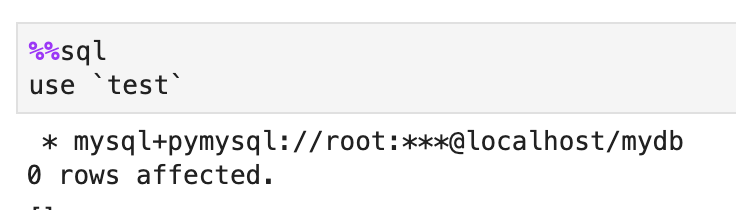 %%sql
use `test`
* mysql+pymysql://root:***@localhost/mydb
0 rows affected.